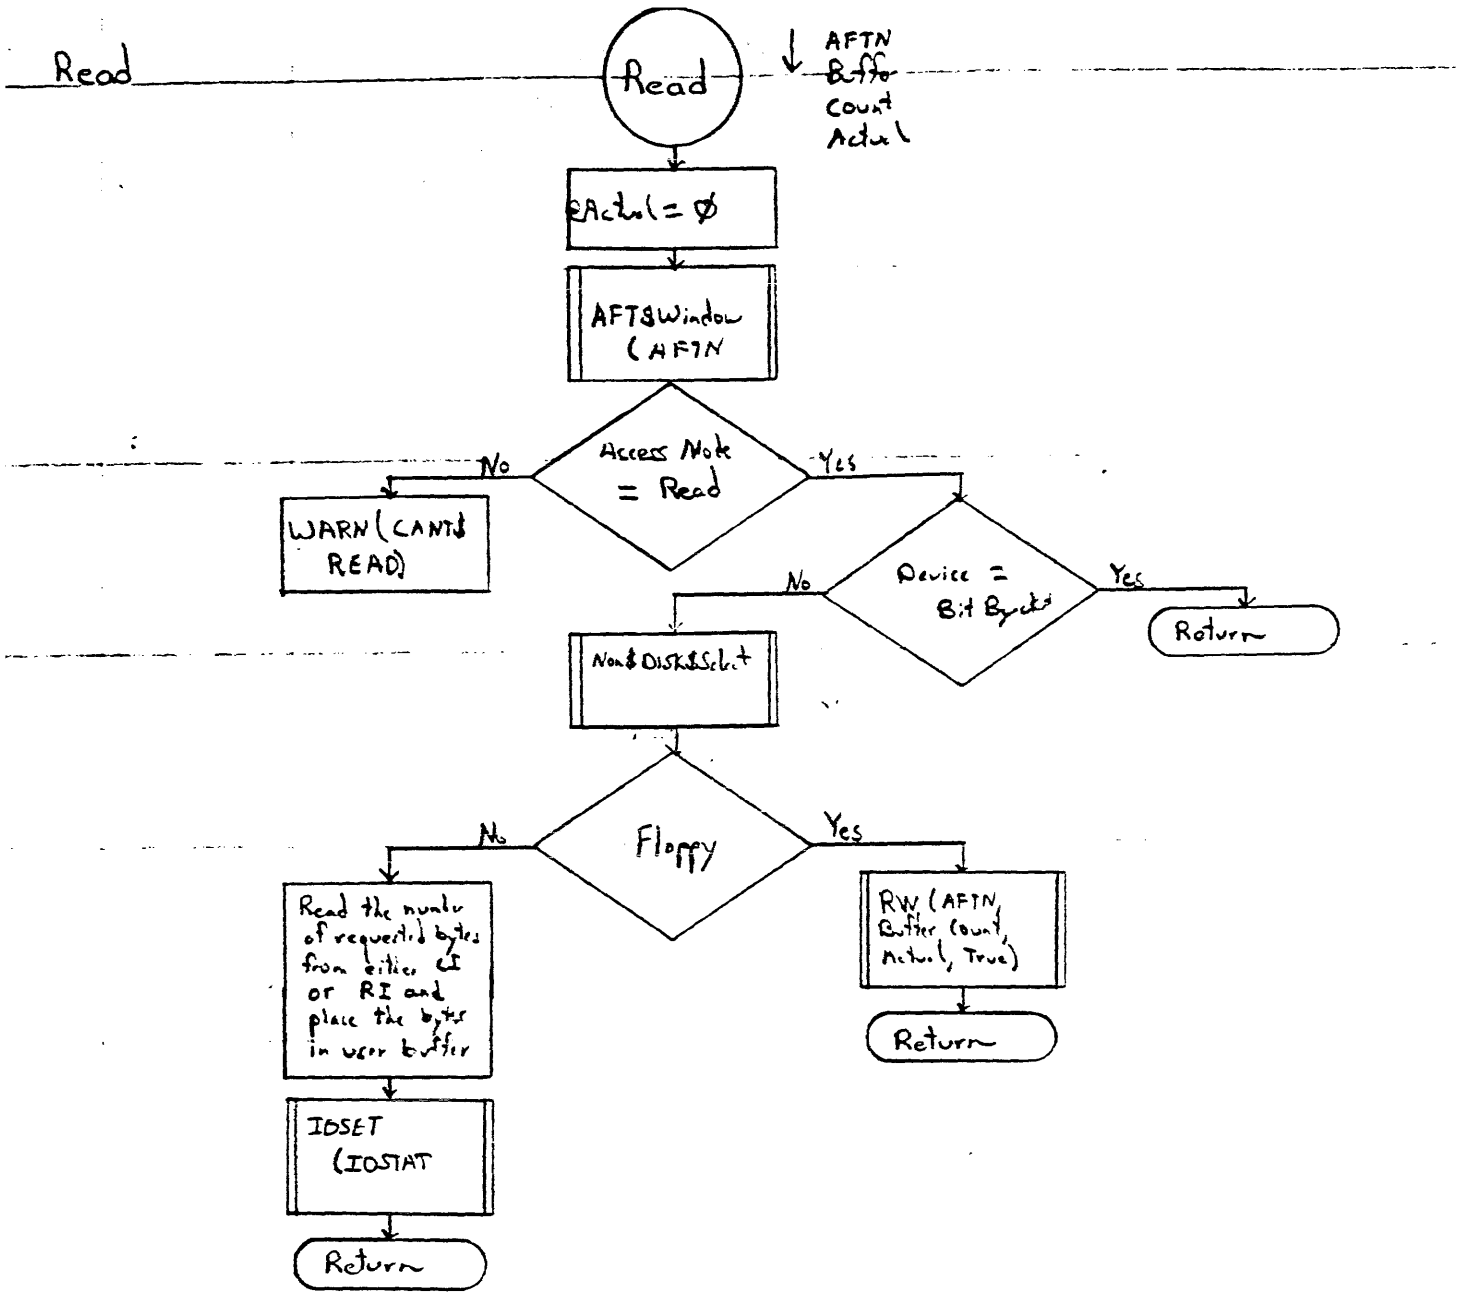 Read
Read
AFTN
Buffer
Count
Actual
@Actual = Ø
AFT$Window
(AFTN
Access Mode
= Read
No
Yes
WARN(CANT$
READ)
Device =
Bit Bucket
No
Yes
Return
Non$Disk$Select
Floppy
No
Yes
Read the number
of requested bytes
from either CI
or RI and
place the bytes
in user buffer
RW (AFTN,
Buffer, Count,
Actual, True)
Return
IOSET
(IOSTAT
Return